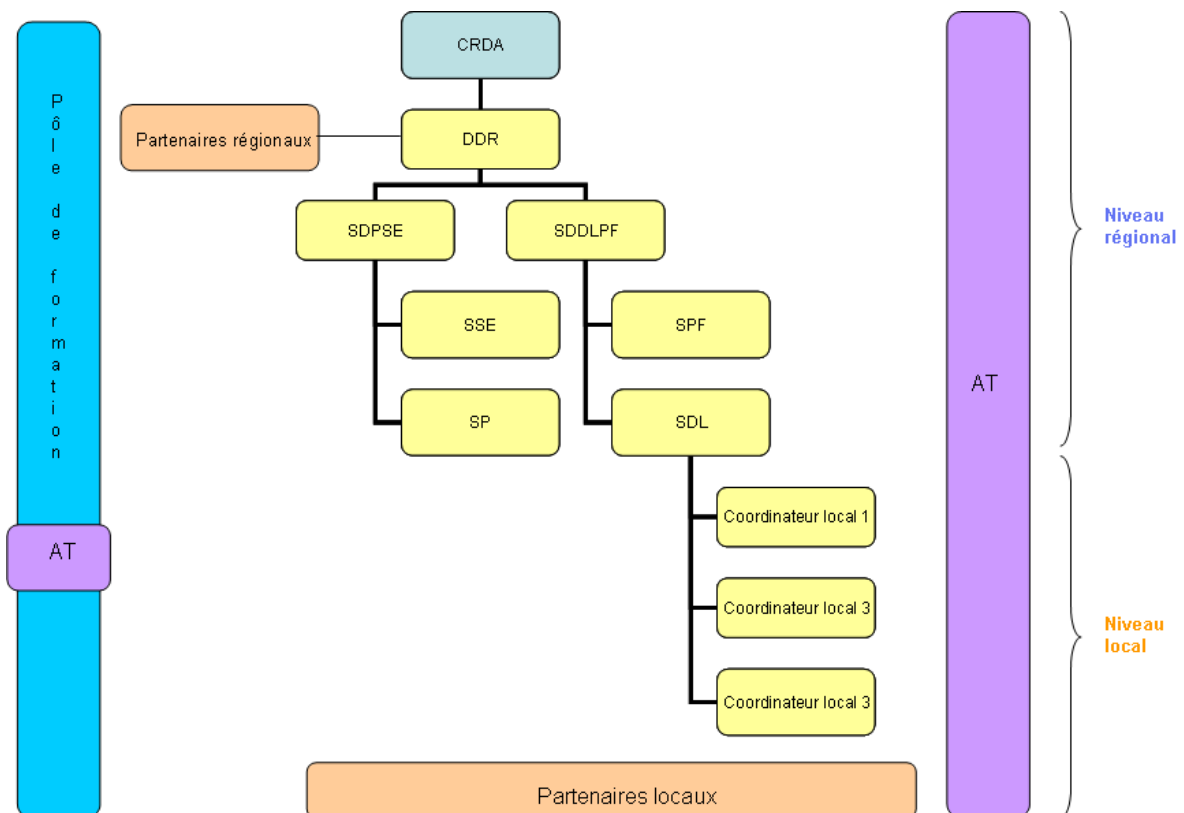 CRDA
Pôle de formation
Partenaires régionaux
DDR
SDPSE
SDDLPF
Niveau
régional
SSE
SPF
AT
SP
SDL
Coordinateur local 1
AT
Coordinateur local 3
Niveau
local
Coordinateur local 3
Partenaires locaux